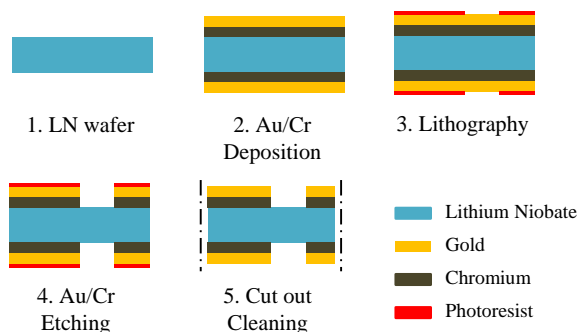 1. LN wafer
2. Au/Cr
Deposition
3. Lithography
4. Au/Cr
Etching
5. Cut out
Cleaning
Lithium Niobate
Gold
Chromium
Photoresist